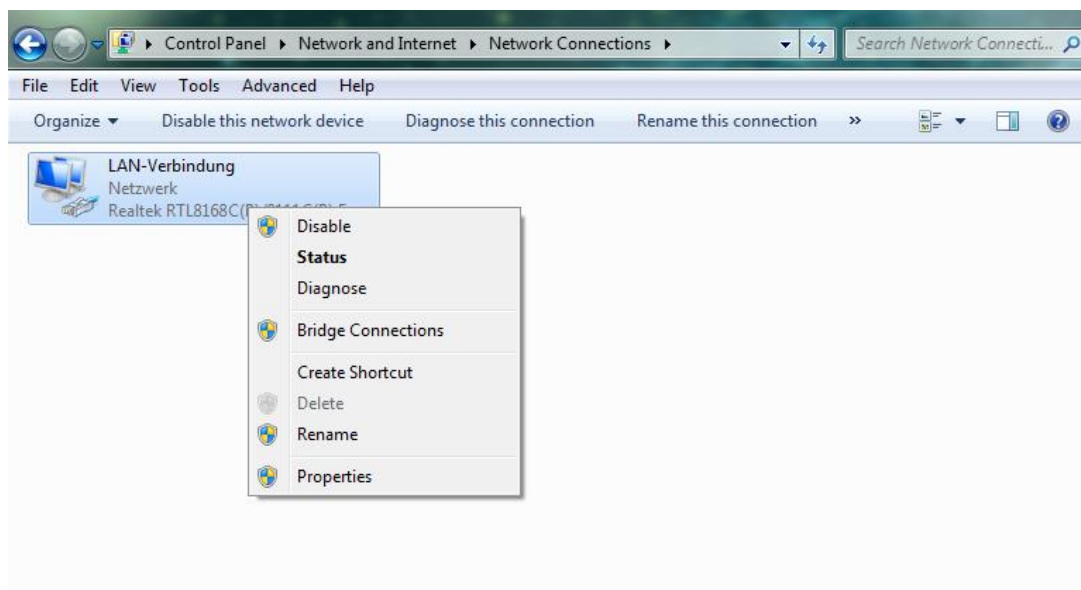 Control Panel Network and Internet Network Connections Search Network Connecti...
File Edit View Tools Advanced Help
Organize Disable this network device Diagnose this connection Rename this connection »
LAN-Verbindung
Netzwerk
Realtek RTL8168C
Disable
Status
Diagnose
Bridge Connections
Create Shortcut
Delete
Rename
Properties